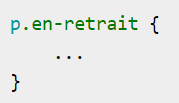 p.en-retrait {
    ...
}